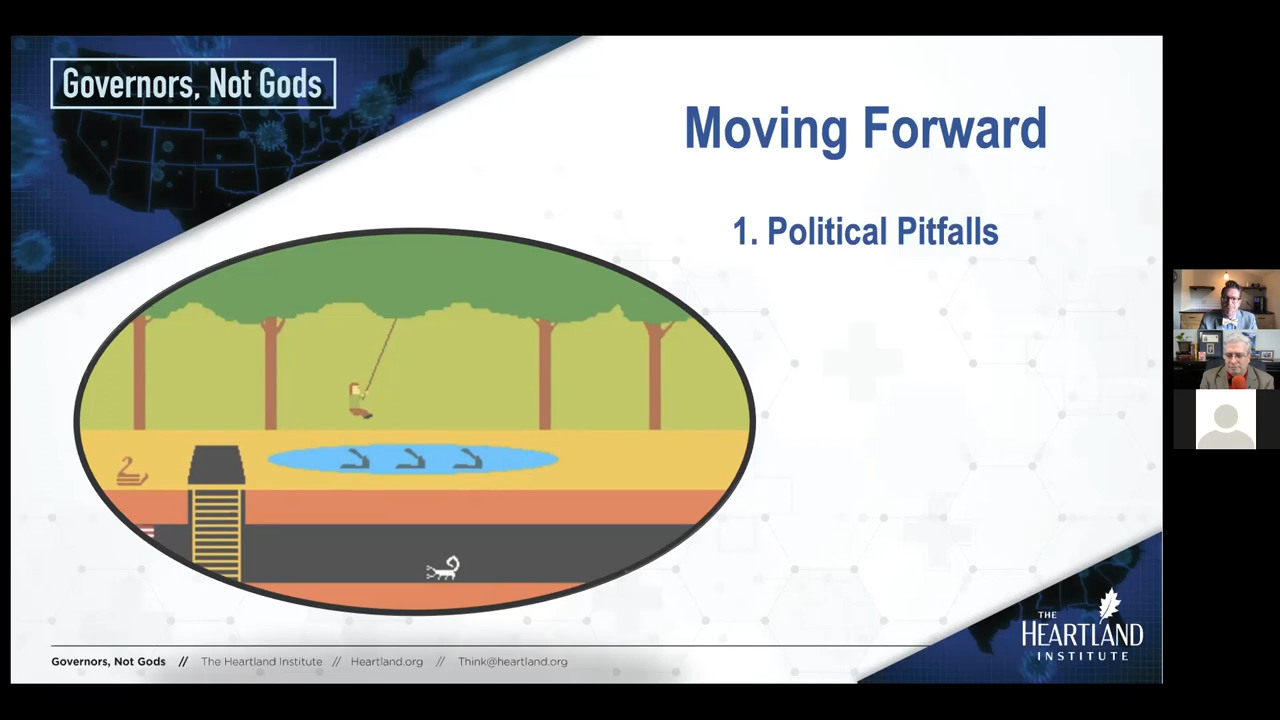 Governors, Not Gods
Moving Forward
1. Political Pitfalls
THE
HEARTLAND
INSTITUTE
Governors, Not Gods // The Heartland Institute // Heartland.org // Think@heartland.org